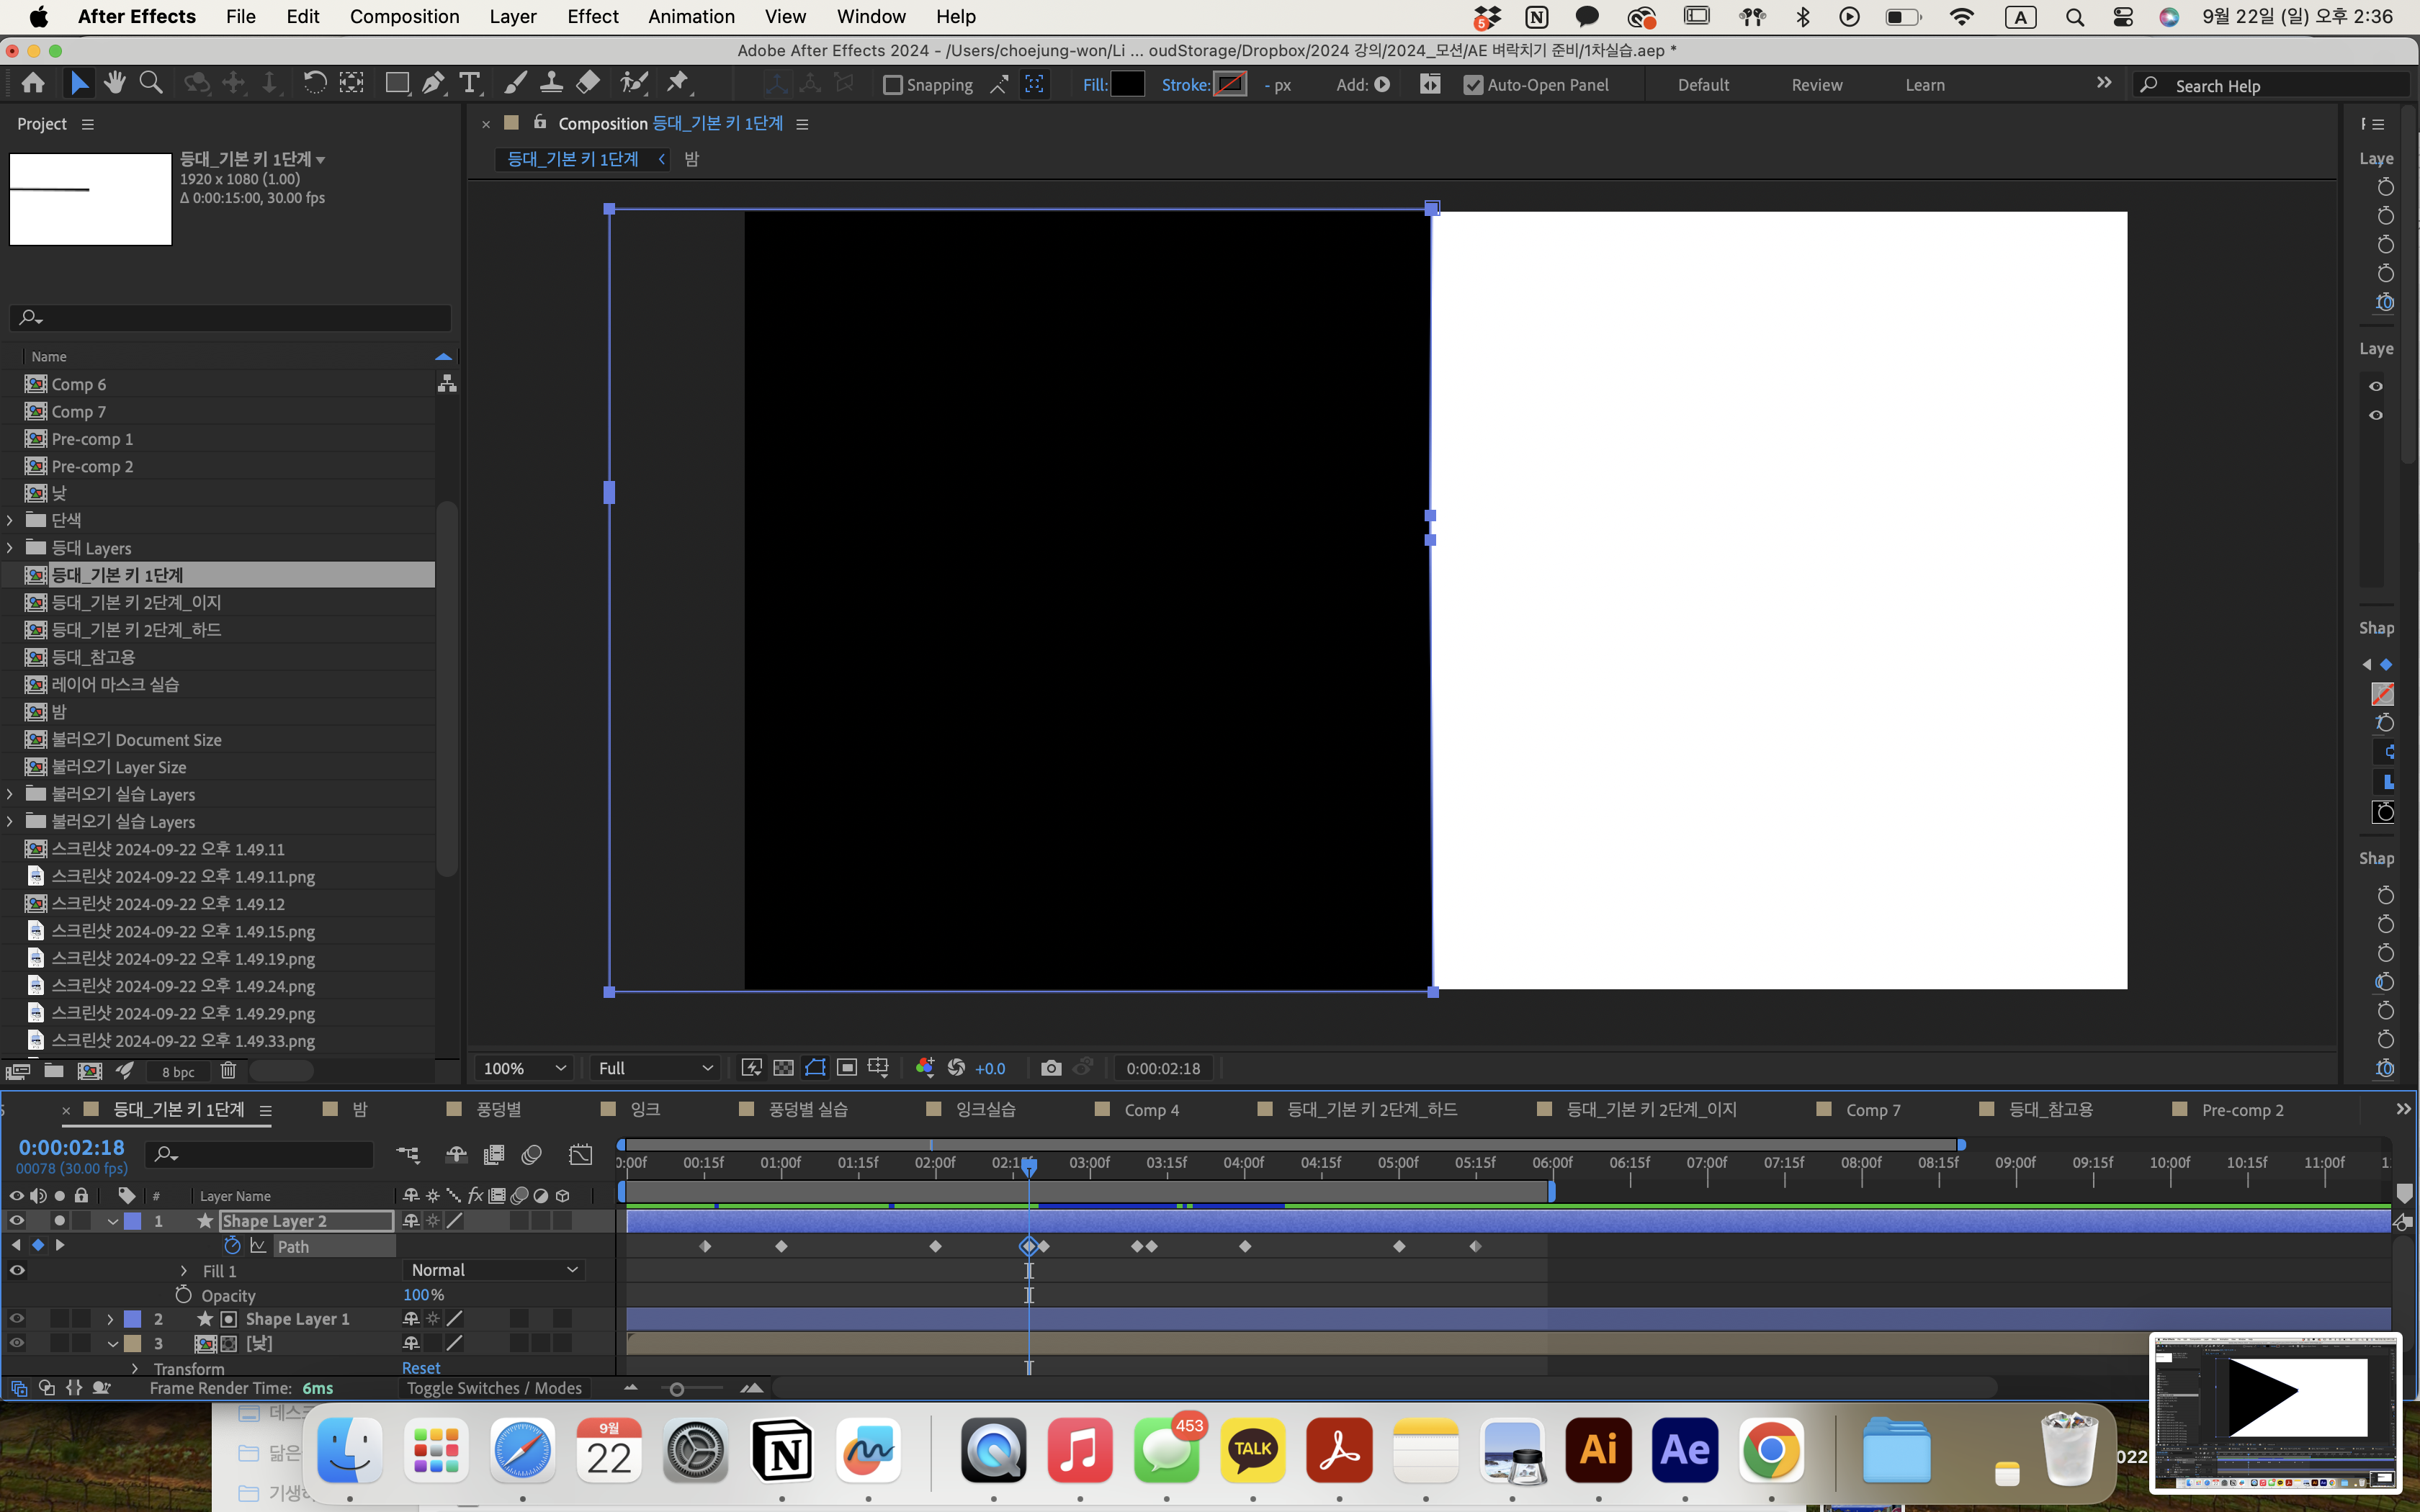 After Effects File Edit Composition Layer Effect Animation View Window Help
5
A
9월 22일 (일) 오후 2:36
Adobe After Effects 2024 - /Users/choejung-won/Li ... oudStorage/Dropbox/2024 강의/2024_모션/AE 벼락치기 준비/1차실습.aep *
Snapping Fill: Stroke: - px Add: Auto-Open Panel Default Review Learn Search Help
Project
등대_기본 키 1단계
1920 x 1080 (1.00)
Δ 0:00:15:00, 30.00 fps
Composition 등대_기본 키 1단계
등대_기본 키 1단계 밤
Name
Comp 6
Comp 7
Pre-comp 1
Pre-comp 2
낮
단색
등대 Layers
등대_기본 키 1단계
등대_기본 키 2단계_이지
등대_기본 키 2단계_하드
등대_참고용
레이어 마스크 실습
밤
불러오기 Document Size
불러오기 Layer Size
불러오기 실습 Layers
불러오기 실습 Layers
스크린샷 2024-09-22 오후 1.49.11
스크린샷 2024-09-22 오후 1.49.11.png
스크린샷 2024-09-22 오후 1.49.12
스크린샷 2024-09-22 오후 1.49.15.png
스크린샷 2024-09-22 오후 1.49.19.png
스크린샷 2024-09-22 오후 1.49.24.png
스크린샷 2024-09-22 오후 1.49.29.png
스크린샷 2024-09-22 오후 1.49.33.png
8 bpc
Laye
Laye
Shap
Shap
100% Full +0.0 0:00:02:18
등대_기본 키 1단계 밤 풍덩별 잉크 풍덩별 실습 잉크실습 Comp 4 등대_기본 키 2단계_하드 등대_기본 키 2단계_이지 Comp 7 등대_참고용 Pre-comp 2
0:00:02:18
00078 (30.00 fps)
0:00f 00:15f 01:00f 01:15f 02:00f 03:00f 03:15f 04:00f 04:15f 05:00f 05:15f 06:00f 06:15f 07:00f 07:15f 08:00f 08:15f 09:00f 09:15f 10:00f 10:15f 11:00f
# Layer Name fx
1 Shape Layer 2
Path
Fill 1 Normal
Opacity 100%
2 Shape Layer 1
3 [낮]
Transform Reset
Frame Render Time: 6ms Toggle Switches / Modes
닮은
9월
22
N
453
TALK
Ai
Ae
022